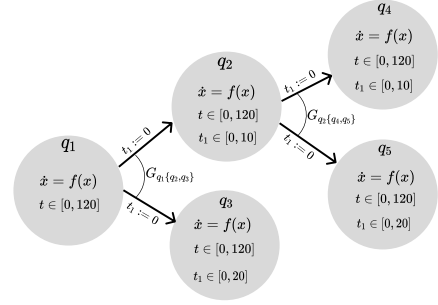 q₁
ẋ = f(x)
t ∈ [0, 120]
t₁ := 0
t₁ := 0
G_{q₁{q₂,q₃}}
q₂
ẋ = f(x)
t ∈ [0, 120]
t₁ ∈ [0, 10]
q₃
ẋ = f(x)
t ∈ [0, 120]
t₁ ∈ [0, 20]
t₁ := 0
t₁ := 0
G_{q₂{q₄,q₅}}
q₄
ẋ = f(x)
t ∈ [0, 120]
t₁ ∈ [0, 10]
q₅
ẋ = f(x)
t ∈ [0, 120]
t₁ ∈ [0, 20]